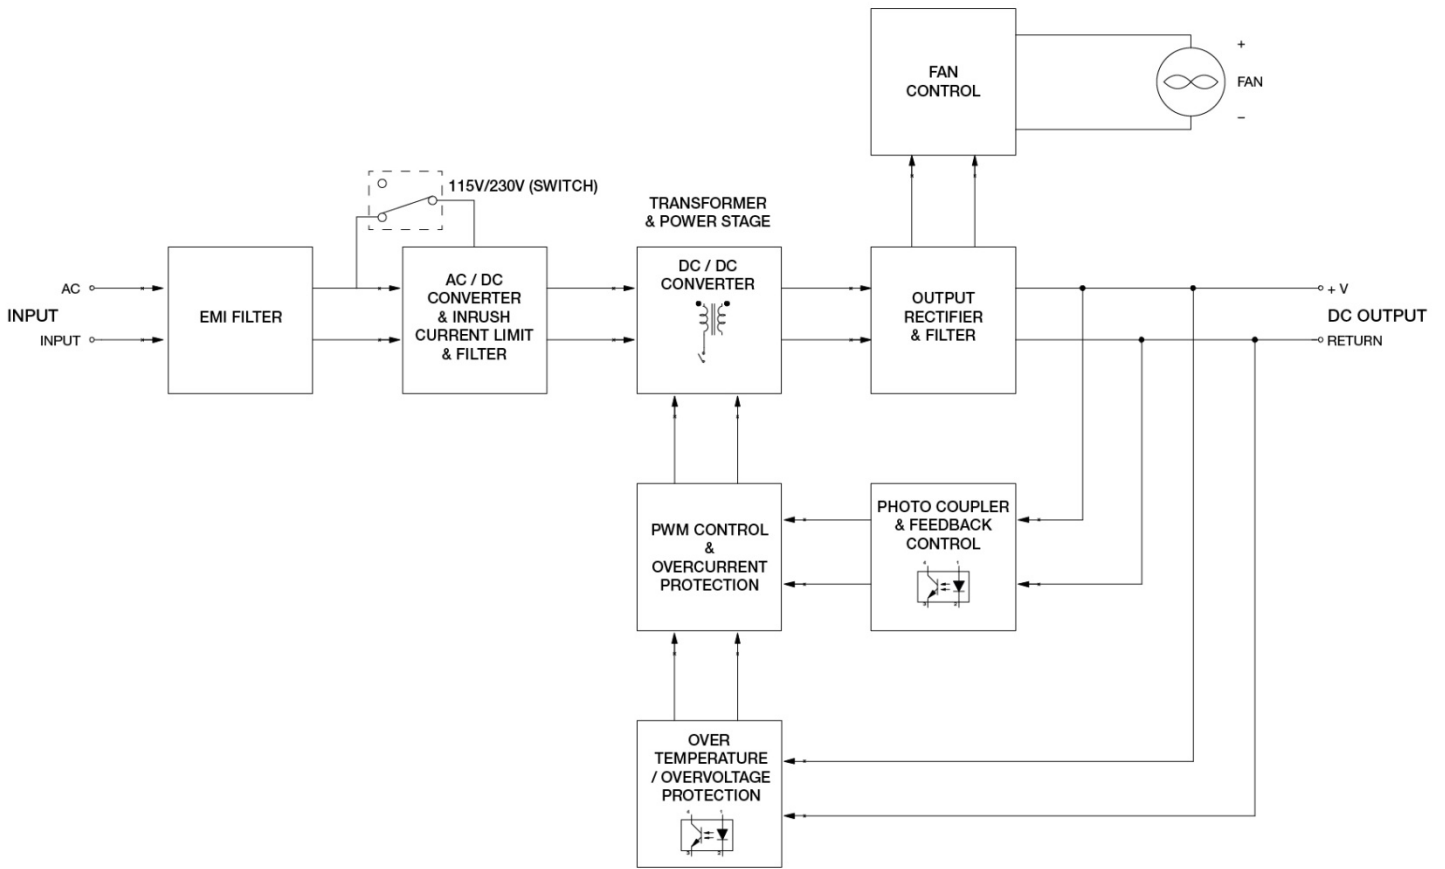 FAN
CONTROL
+
FAN
−
115V/230V (SWITCH)
TRANSFORMER
& POWER STAGE
INPUT
AC
INPUT
EMI FILTER
AC / DC
CONVERTER
& INRUSH
CURRENT LIMIT
& FILTER
DC / DC
CONVERTER
OUTPUT
RECTIFIER
& FILTER
+ V
DC OUTPUT
RETURN
PWM CONTROL
&
OVERCURRENT
PROTECTION
PHOTO COUPLER
& FEEDBACK
CONTROL
OVER
TEMPERATURE
/ OVERVOLTAGE
PROTECTION